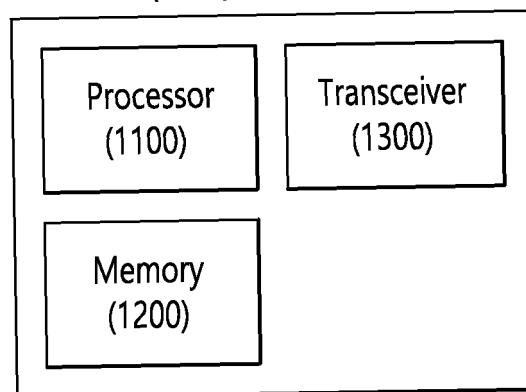 Processor
(1100)
Transceiver
(1300)
Memory
(1200)